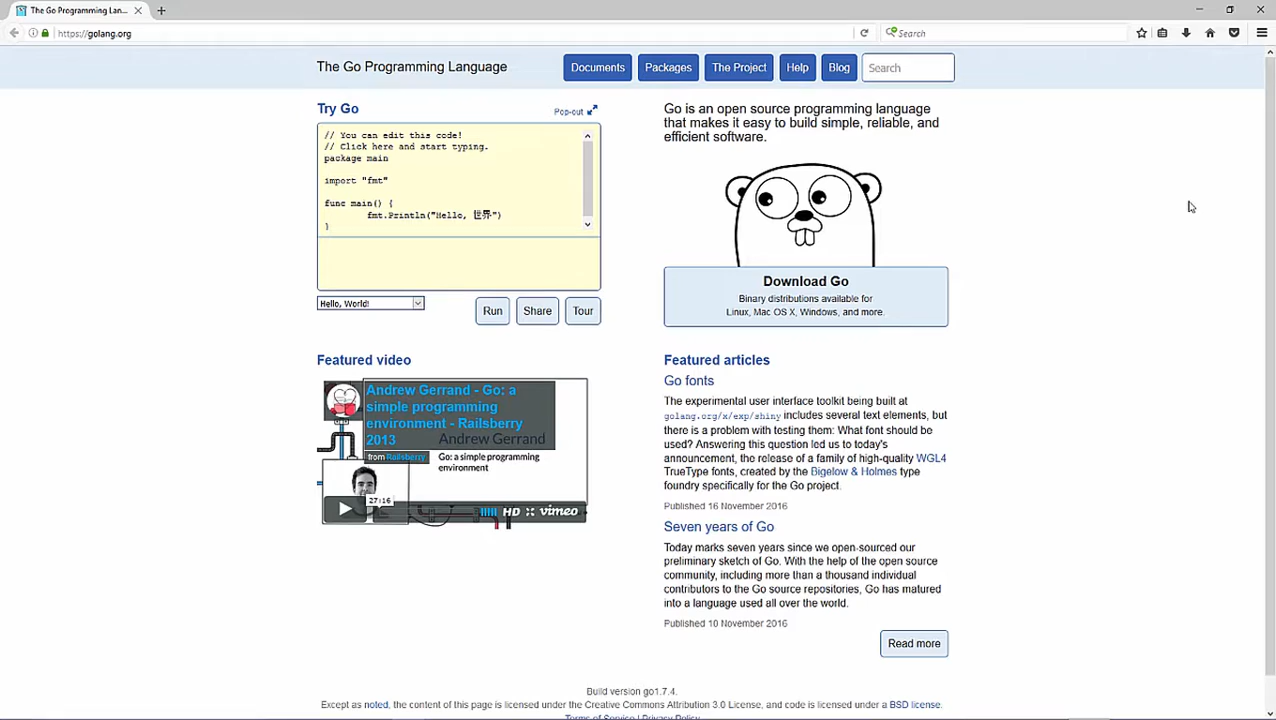 The Go Programming Lan...
https://golang.org
Search
The Go Programming Language
Documents
Packages
The Project
Help
Blog
Search
Try Go
Pop-out
// You can edit this code!
// Click here and start typing.
package main
import "fmt"
func main() {
fmt.Println("Hello, 世界")
}
Hello, World!
Run
Share
Tour
Go is an open source programming language
that makes it easy to build simple, reliable, and
efficient software.
Download Go
Binary distributions available for
Linux, Mac OS X, Windows, and more.
Featured video
Andrew Gerrand - Go: a
simple programming
environment - Railsberry
2013
Andrew Gerrand
from Railsberry
Go: a simple programming
environment
27:16
HD
vimeo
Featured articles
Go fonts
The experimental user interface toolkit being built at
golang.org/x/exp/shiny includes several text elements, but
there is a problem with testing them: What font should be
used? Answering this question led us to today's
announcement, the release of a family of high-quality WGL4
TrueType fonts, created by the Bigelow & Holmes type
foundry specifically for the Go project.
Published 16 November 2016
Seven years of Go
Today marks seven years since we open-sourced our
preliminary sketch of Go. With the help of the open source
community, including more than a thousand individual
contributors to the Go source repositories, Go has matured
into a language used all over the world.
Published 10 November 2016
Read more
Build version go1.7.4.
Except as noted, the content of this page is licensed under the Creative Commons Attribution 3.0 License, and code is licensed under a BSD license.
Terms of Service | Privacy Policy